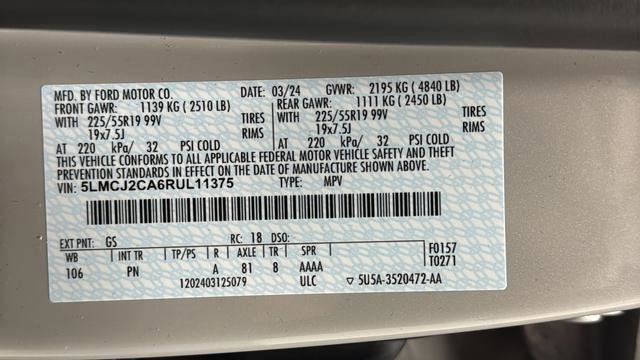 MFD. BY FORD MOTOR CO. DATE: 03/24 GVWR: 2195 KG (4840 LB)
FRONT GAWR: 1139 KG (2510 LB) REAR GAWR: 1111 KG (2450 LB)
WITH 225/55R19 99V TIRES WITH 225/55R19 99V TIRES
19x7.5J RIMS 19x7.5J RIMS
AT 220 kPa/ 32 PSI COLD AT 220 kPa/ 32 PSI COLD
THIS VEHICLE CONFORMS TO ALL APPLICABLE FEDERAL MOTOR VEHICLE SAFETY AND THEFT
PREVENTION STANDARDS IN EFFECT ON THE DATE OF MANUFACTURE SHOWN ABOVE.
VIN: 5LMCJ2CA6RUL11375 TYPE: MPV
EXT PNT: GS RC: 18 DSO: F0157
WB INT TR TP/PS R AXLE TR SPR T0271
106 PN A 81 8 AAAA
1202403125079 ULC ▽ 5U5A-3520472-AA